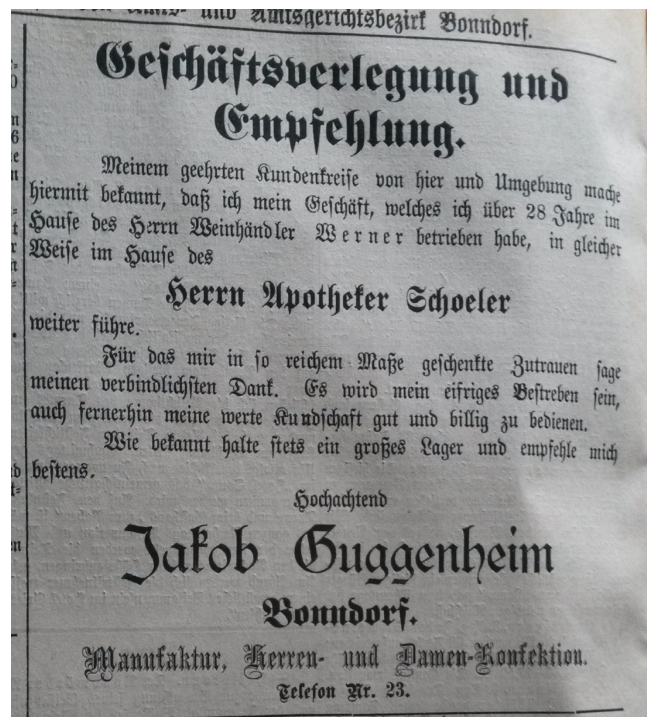 und Amtsgerichtsbezirk Bonndorf.
Geschäftsverlegung und
Empfehlung.
Meinem geehrten Kundenkreise von hier und Umgebung mache
hiermit bekannt, daß ich mein Geschäft, welches ich über 28 Jahre im
Hause des Herrn Weinhändler Werner betrieben habe, in gleicher
Weise im Hause des
Herrn Apotheker Schoeler
weiter führe.
Für das mir in so reichem Maße geschenkte Zutrauen sage
meinen verbindlichsten Dank. Es wird mein eifriges Bestreben sein,
auch fernerhin meine werte Kundschaft gut und billig zu bedienen.
Wie bekannt halte stets ein großes Lager und empfehle mich
bestens.
Hochachtend
Jakob Guggenheim
Bonndorf.
Manufaktur, Herren- und Damen-Konfektion.
Telefon Nr. 23.